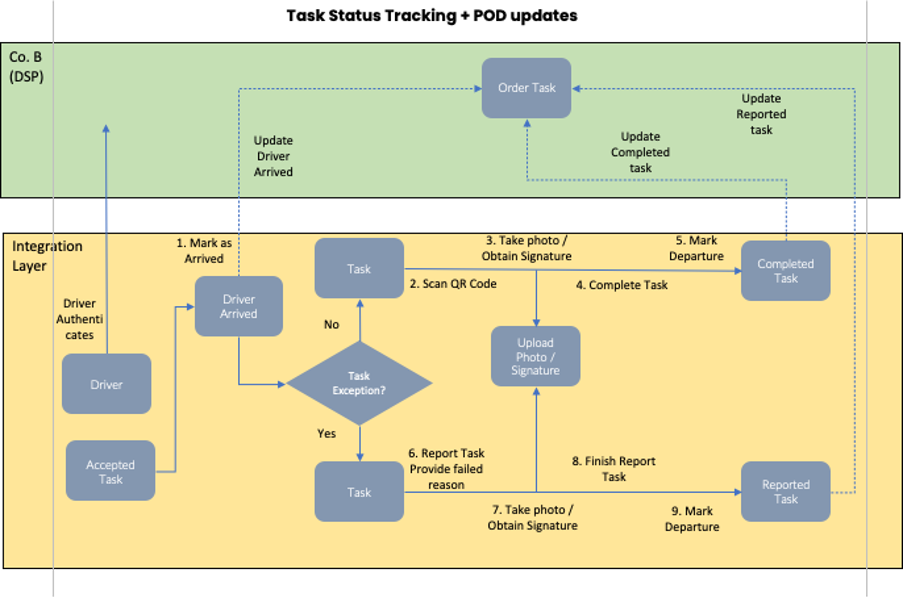 Task Status Tracking + POD updates
Co. B
(DSP)
Order Task
Update
Driver
Arrived
Update
Completed
task
Update
Reported
task
Integration
Layer
1. Mark as
Arrived
Driver
Authenti
cates
Driver
Accepted
Task
Driver
Arrived
Task
No
Task
Exception?
Yes
Task
2. Scan QR Code
3. Take photo /
Obtain Signature
4. Complete Task
5. Mark
Departure
Completed
Task
Upload
Photo /
Signature
6. Report Task
Provide failed
reason
7. Take photo /
Obtain Signature
8. Finish Report
Task
9. Mark
Departure
Reported
Task